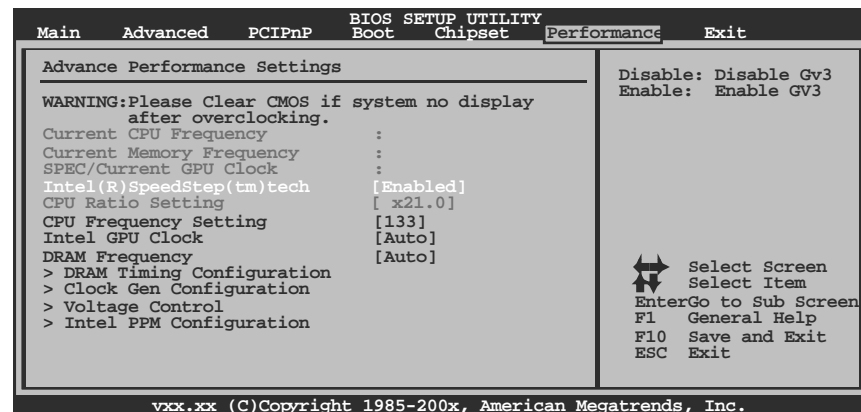 BIOS SETUP UTILITY
Main Advanced PCIPnP Boot Chipset Performance Exit
Advance Performance Settings
WARNING:Please Clear CMOS if system no display
after overclocking.
Current CPU Frequency :
Current Memory Frequency :
SPEC/Current GPU Clock :
Intel(R)SpeedStep(tm)tech [Enabled]
CPU Ratio Setting [ x21.0]
CPU Frequency Setting [133]
Intel GPU Clock [Auto]
DRAM Frequency [Auto]
> DRAM Timing Configuration
> Clock Gen Configuration
> Voltage Control
> Intel PPM Configuration
Disable: Disable Gv3
Enable: Enable GV3
Select Screen
Select Item
EnterGo to Sub Screen
F1 General Help
F10 Save and Exit
ESC Exit
vxx.xx (C)Copyright 1985-200x, American Megatrends, Inc.